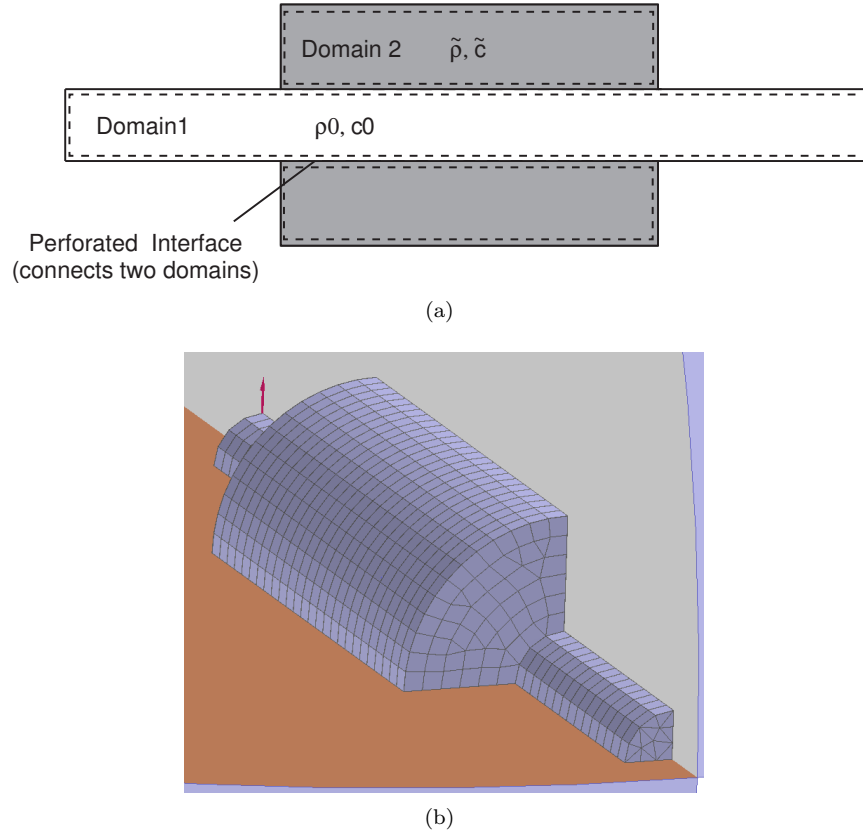 Domain 2 ρ̃, c̃
Domain1 ρ0, c0
Perforated Interface
(connects two domains)
(a)
(b)